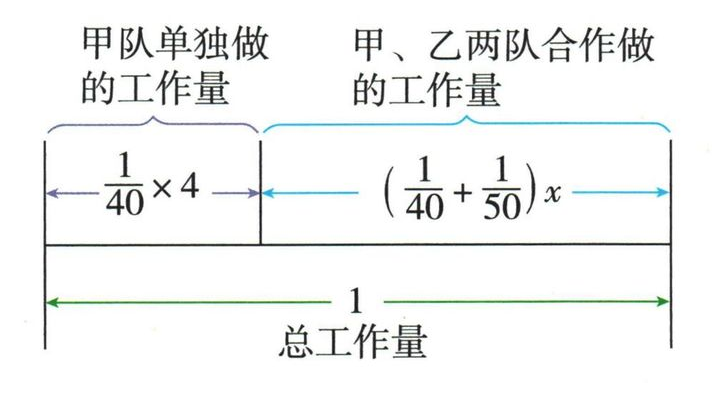 甲队单独做
的工作量
甲、乙两队合作做
的工作量
1/40 × 4
(1/40 + 1/50) x
1
总工作量